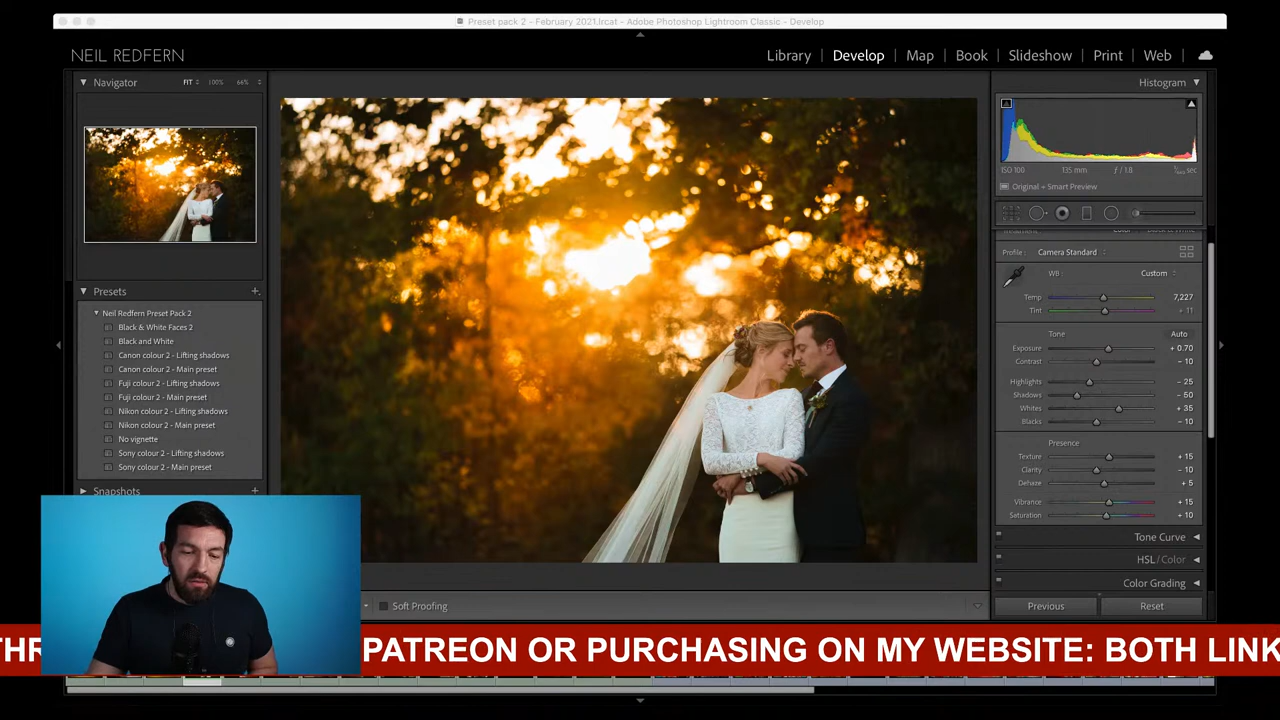 Preset pack 2 - February 2021.lrcat - Adobe Photoshop Lightroom Classic - Develop
NEIL REDFERN
Library | Develop | Map | Book | Slideshow | Print | Web
Navigator FIT 100% 66%
Histogram
ISO 100 135 mm ƒ / 1.8 sec
Original + Smart Preview
Profile : Camera Standard
WB : Custom
Temp 7,227
Tint + 11
Tone Auto
Exposure + 0.70
Contrast – 10
Highlights – 25
Shadows – 50
Whites + 35
Blacks – 10
Presence
Texture + 15
Clarity – 10
Dehaze + 5
Vibrance + 15
Saturation + 10
Tone Curve
HSL / Color
Color Grading
Previous Reset
Presets +
Neil Redfern Preset Pack 2
Black & White Faces 2
Black and White
Canon colour 2 - Lifting shadows
Canon colour 2 - Main preset
Fuji colour 2 - Lifting shadows
Fuji colour 2 - Main preset
Nikon colour 2 - Lifting shadows
Nikon colour 2 - Main preset
No vignette
Sony colour 2 - Lifting shadows
Sony colour 2 - Main preset
Snapshots +
Soft Proofing
THR PATREON OR PURCHASING ON MY WEBSITE: BOTH LINK